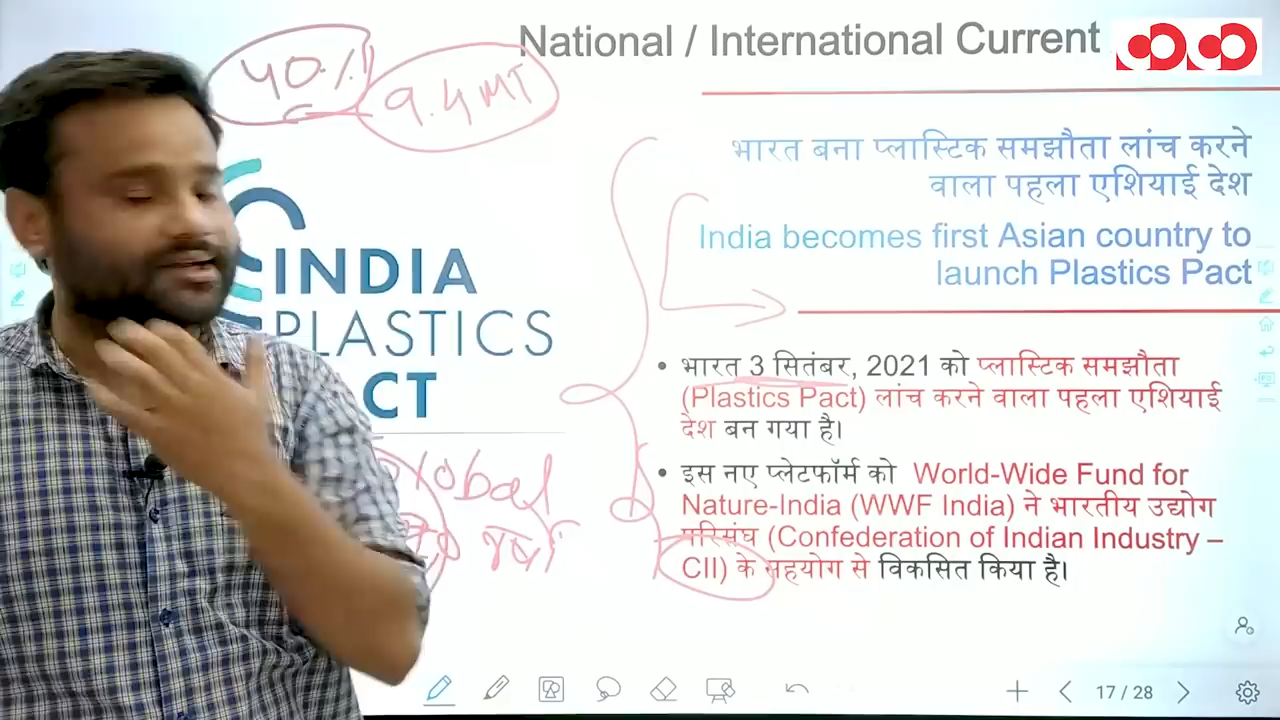 National / International Current
40%
9.4MT
भारत बना प्लास्टिक समझौता लांच करने
वाला पहला एशियाई देश
India becomes first Asian country to
launch Plastics Pact
INDIA
PLASTICS
CT
• भारत 3 सितंबर, 2021 को प्लास्टिक समझौता
(Plastics Pact) लांच करने वाला पहला एशियाई
देश बन गया है।
• इस नए प्लेटफॉर्म को World-Wide Fund for
Nature-India (WWF India) ने भारतीय उद्योग
परिसंघ (Confederation of Indian Industry –
CII) के सहयोग से विकसित किया है।
Global
17 / 28